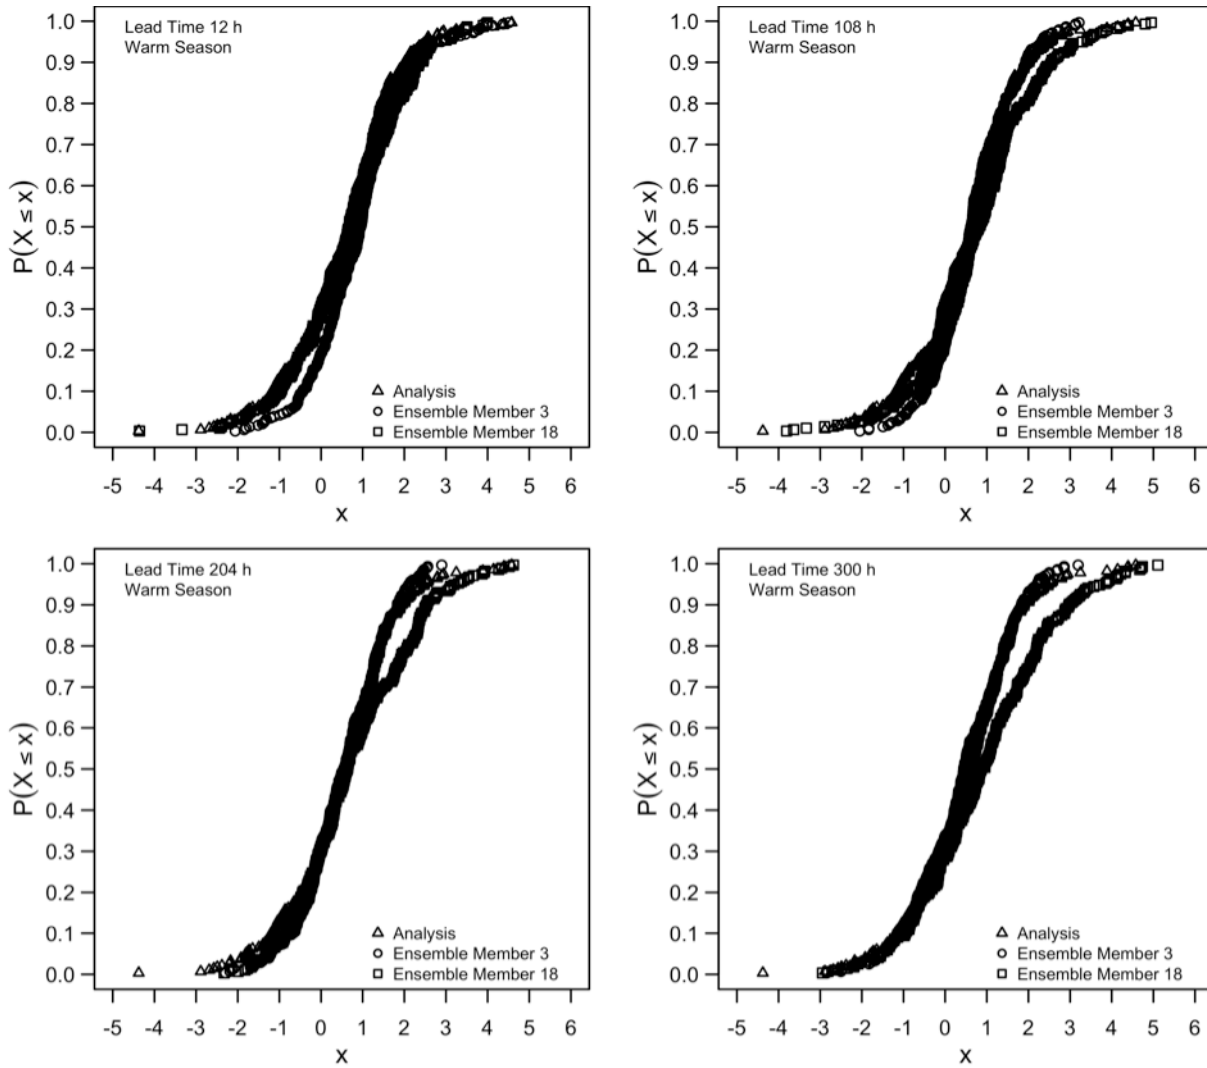 Lead Time 12 h
Warm Season
P(X ≤ x)
1.0
0.9
0.8
0.7
0.6
0.5
0.4
0.3
0.2
0.1
0.0
Analysis
Ensemble Member 3
Ensemble Member 18
-5 -4 -3 -2 -1 0 1 2 3 4 5 6
x
Lead Time 108 h
Warm Season
P(X ≤ x)
1.0
0.9
0.8
0.7
0.6
0.5
0.4
0.3
0.2
0.1
0.0
Analysis
Ensemble Member 3
Ensemble Member 18
-5 -4 -3 -2 -1 0 1 2 3 4 5 6
x
Lead Time 204 h
Warm Season
P(X ≤ x)
1.0
0.9
0.8
0.7
0.6
0.5
0.4
0.3
0.2
0.1
0.0
Analysis
Ensemble Member 3
Ensemble Member 18
-5 -4 -3 -2 -1 0 1 2 3 4 5 6
x
Lead Time 300 h
Warm Season
P(X ≤ x)
1.0
0.9
0.8
0.7
0.6
0.5
0.4
0.3
0.2
0.1
0.0
Analysis
Ensemble Member 3
Ensemble Member 18
-5 -4 -3 -2 -1 0 1 2 3 4 5 6
x